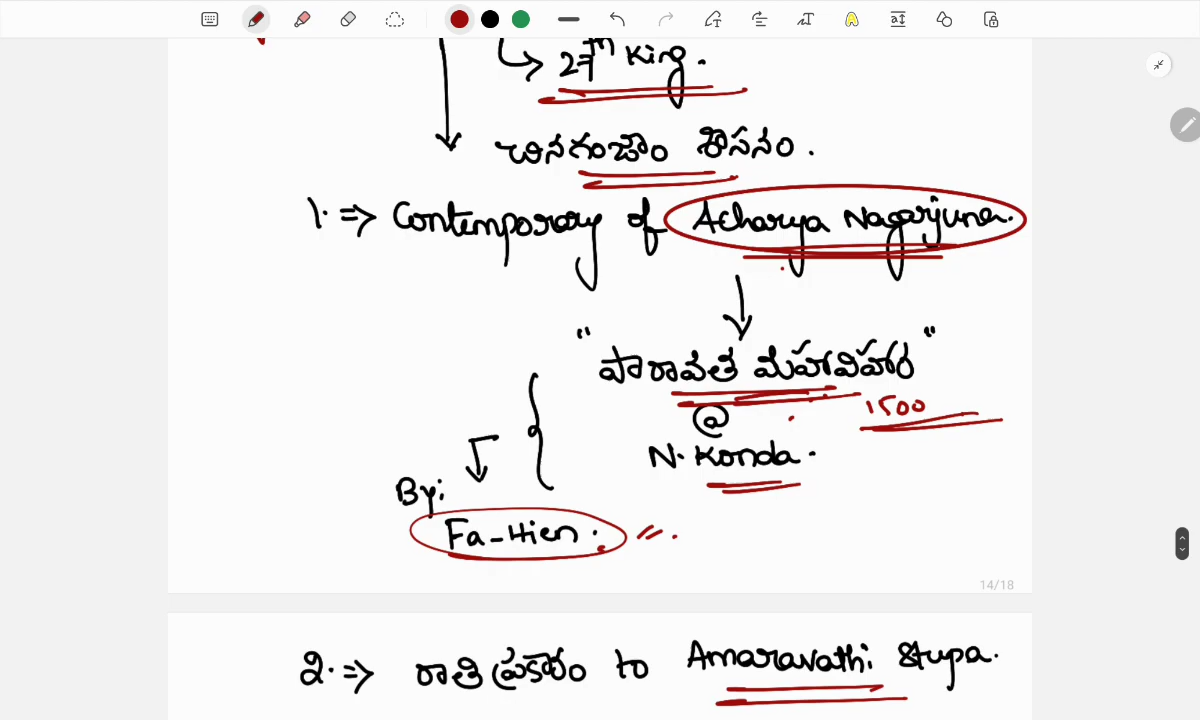 27th King.
చినగంజాం శాసనం.
1. => Contemporary of Acharya Nagarjuna.
"పారావత మహావిహార"
1500
@
N. Konda.
By:
Fa-Hien.
14/18
2. => రాతి ప్రకారం to Amaravathi Stupa.